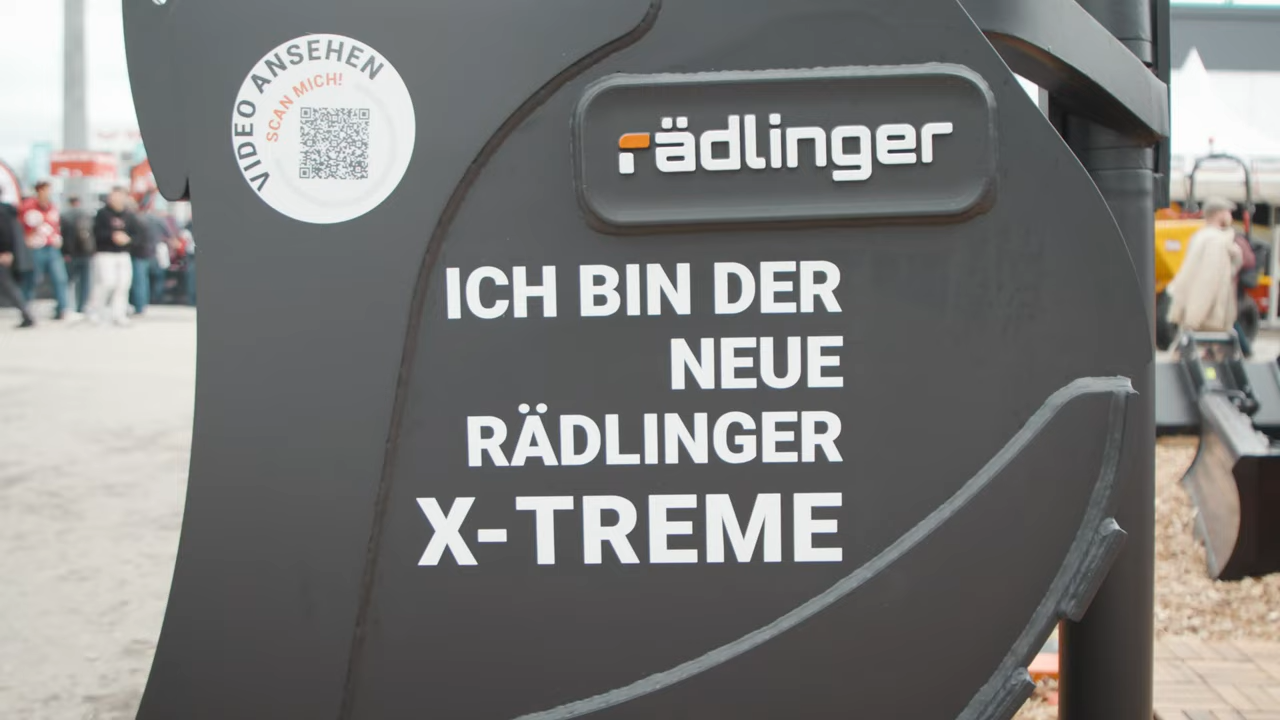 VIDEO ANSEHEN
SCAN MICH!
rädlinger
ICH BIN DER
NEUE
RÄDLINGER
X-TREME